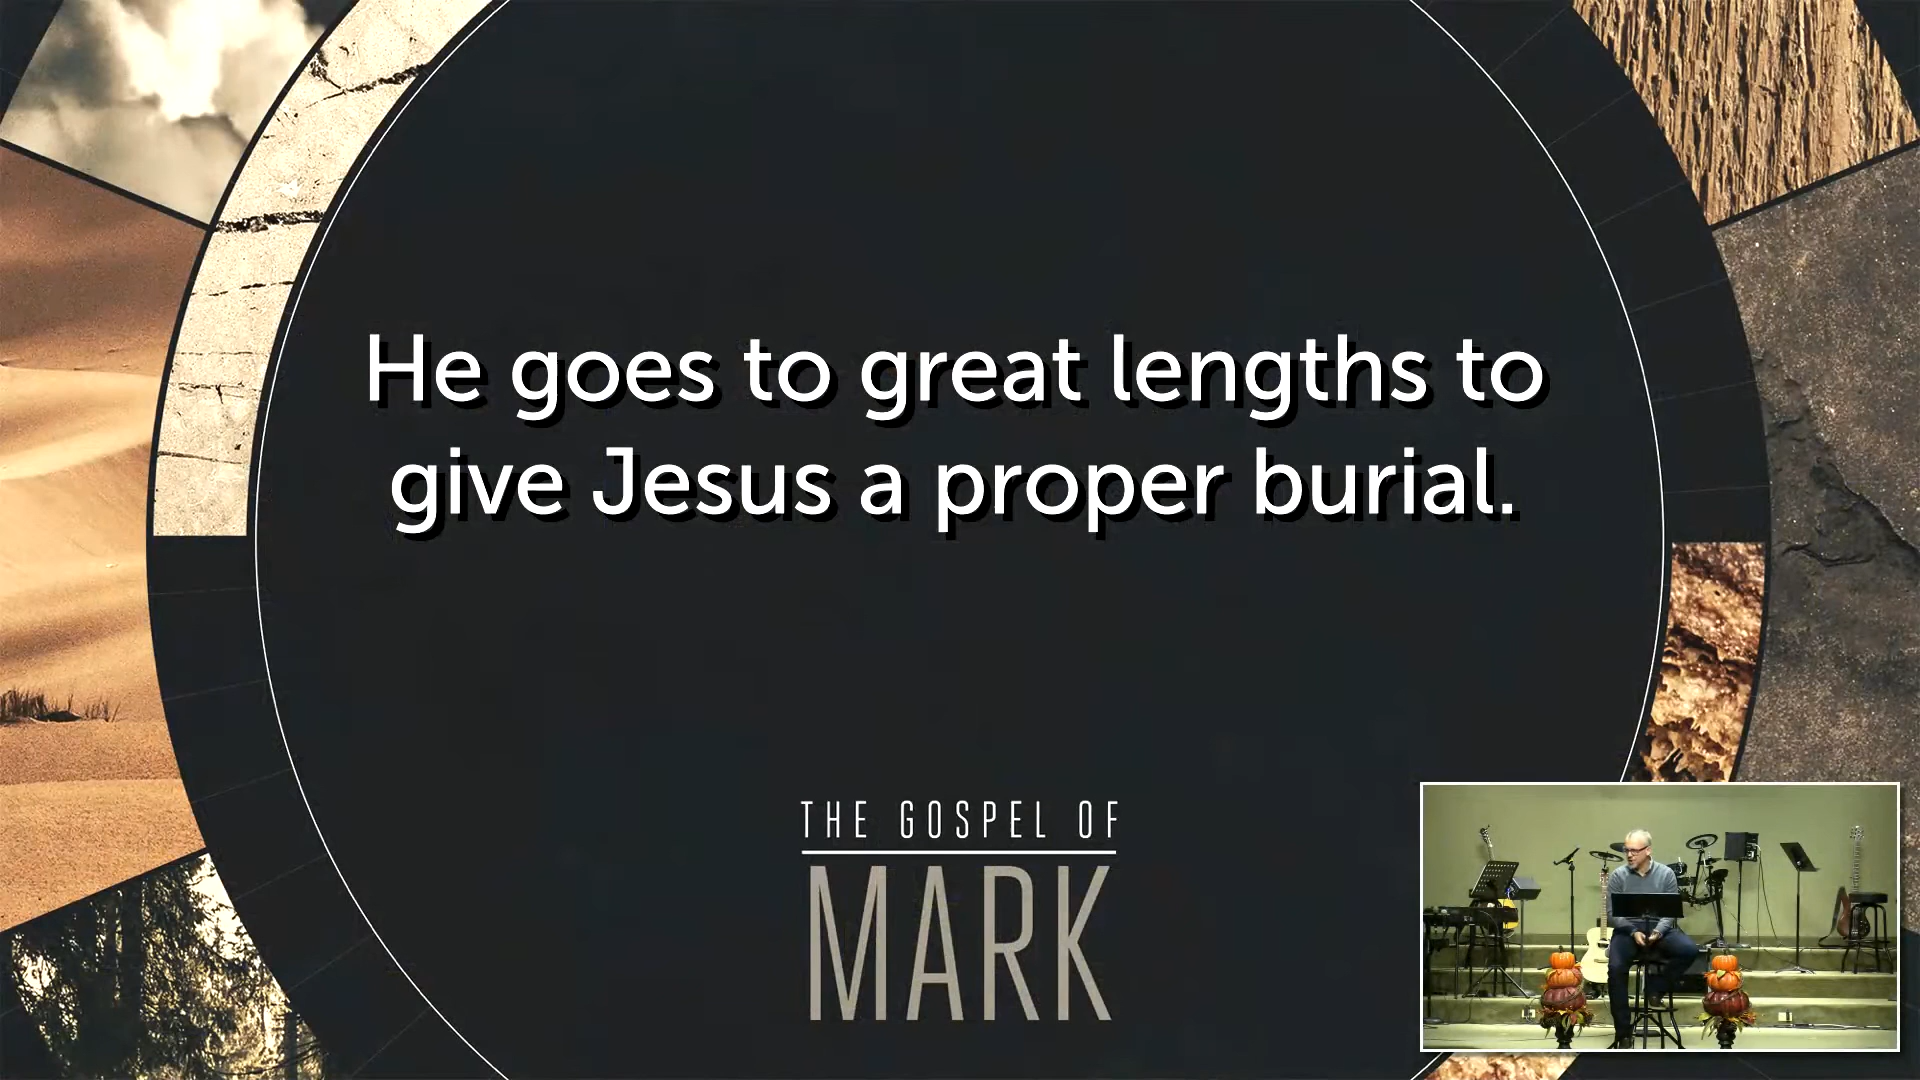 He goes to great lengths to
give Jesus a proper burial.
THE GOSPEL OF
MARK